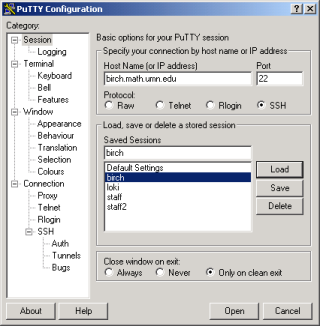 PuTTY Configuration
Category:
Session
Logging
Terminal
Keyboard
Bell
Features
Window
Appearance
Behaviour
Translation
Selection
Colours
Connection
Proxy
Telnet
Rlogin
SSH
Auth
Tunnels
Bugs
Basic options for your PuTTY session
Specify your connection by host name or IP address
Host Name (or IP address) Port
birch.math.umn.edu 22
Protocol:
Raw Telnet Rlogin SSH
Load, save or delete a stored session
Saved Sessions
birch
Default Settings
birch
loki
staff
staff2
Load
Save
Delete
Close window on exit:
Always Never Only on clean exit
About Help Open Cancel